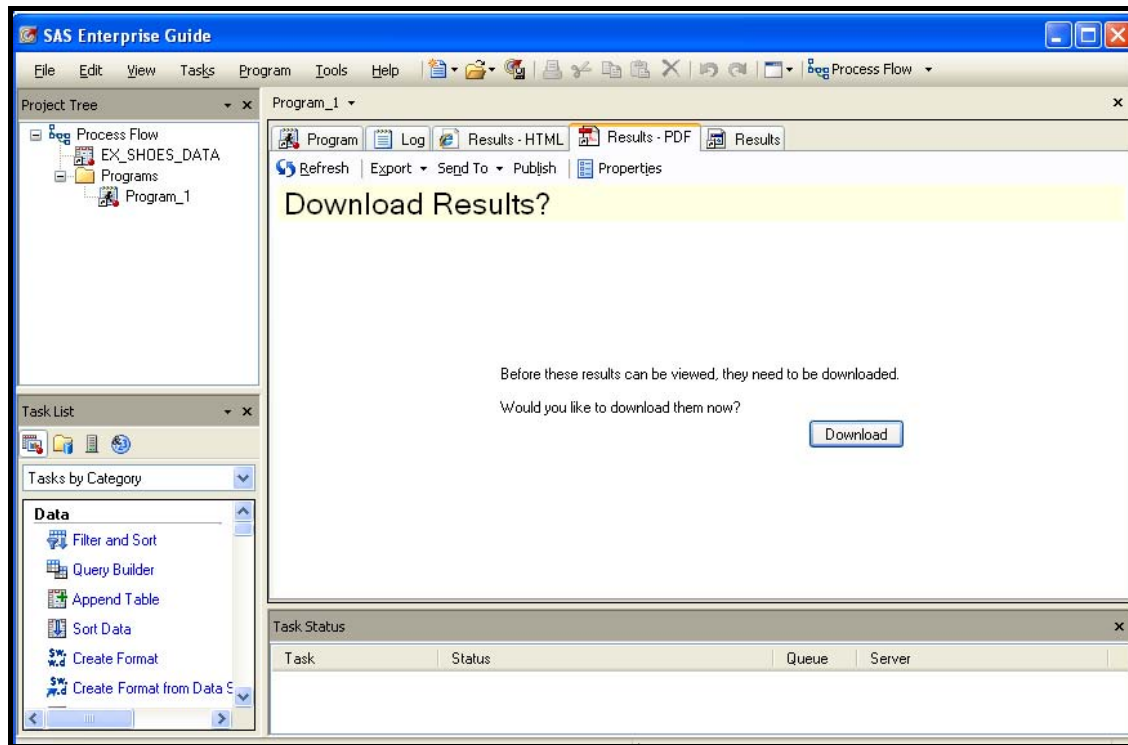 SAS Enterprise Guide
File Edit View Tasks Program Tools Help Process Flow
Project Tree
Process Flow
EX_SHOES_DATA
Programs
Program_1
Program_1
Program Log Results - HTML Results - PDF Results
Refresh Export Send To Publish Properties
Download Results?
Before these results can be viewed, they need to be downloaded.
Would you like to download them now?
Download
Task List
Tasks by Category
Data
Filter and Sort
Query Builder
Append Table
Sort Data
Create Format
Create Format from Data S
Task Status
Task Status Queue Server